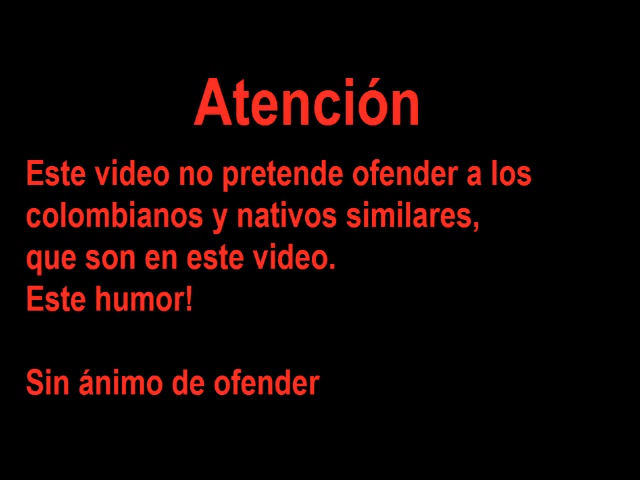 Atención
Este video no pretende ofender a los
colombianos y nativos similares,
que son en este video.
Este humor!
Sin ánimo de ofender